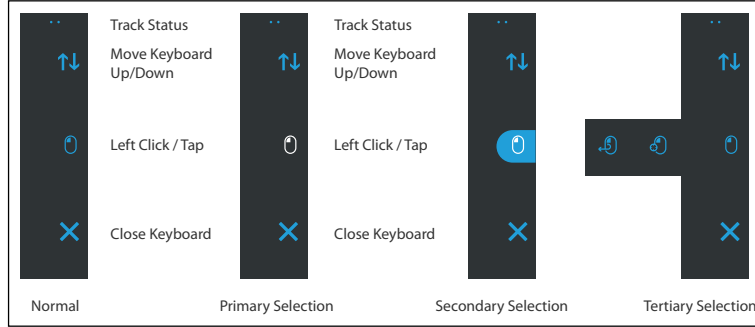 Track Status
Track Status
Move Keyboard
Up/Down
Move Keyboard
Up/Down
Left Click / Tap
Left Click / Tap
Close Keyboard
Close Keyboard
Normal
Primary Selection
Secondary Selection
Tertiary Selection